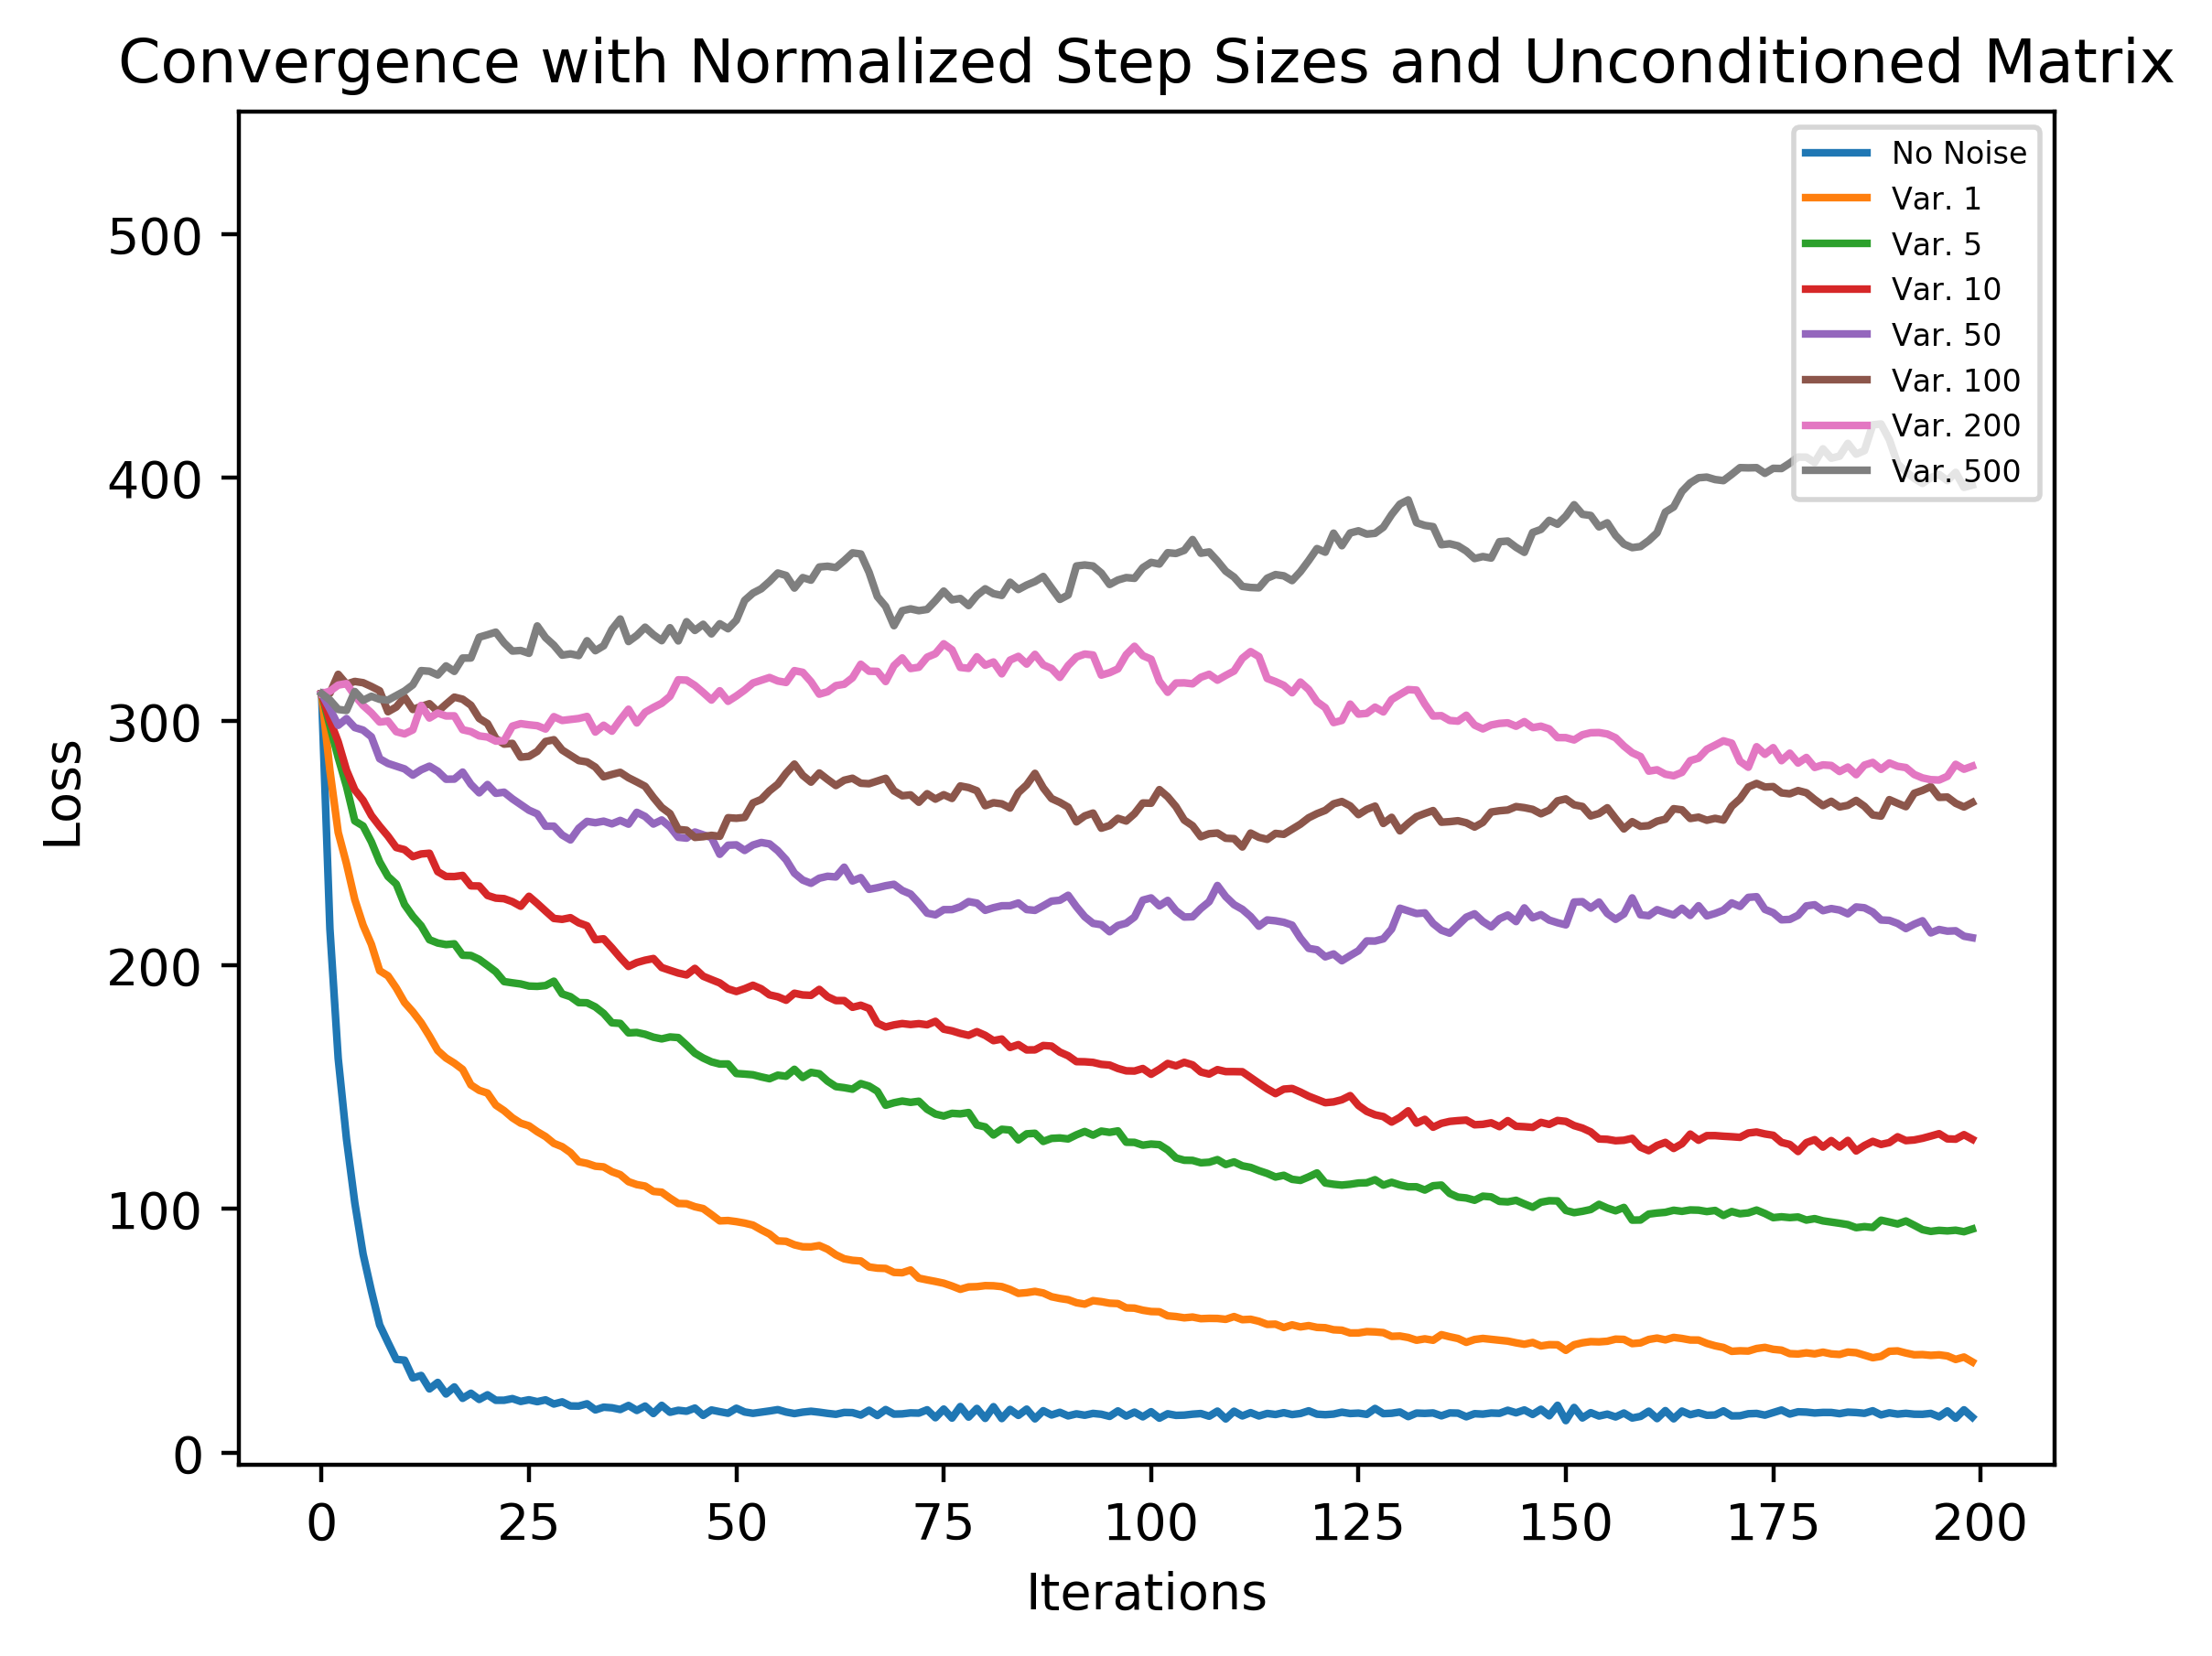 Convergence with Normalized Step Sizes and Unconditioned Matrix
No Noise
Var. 1
Var. 5
Var. 10
Var. 50
Var. 100
Var. 200
Var. 500
500
400
300
200
100
0
Loss
0 25 50 75 100 125 150 175 200
Iterations